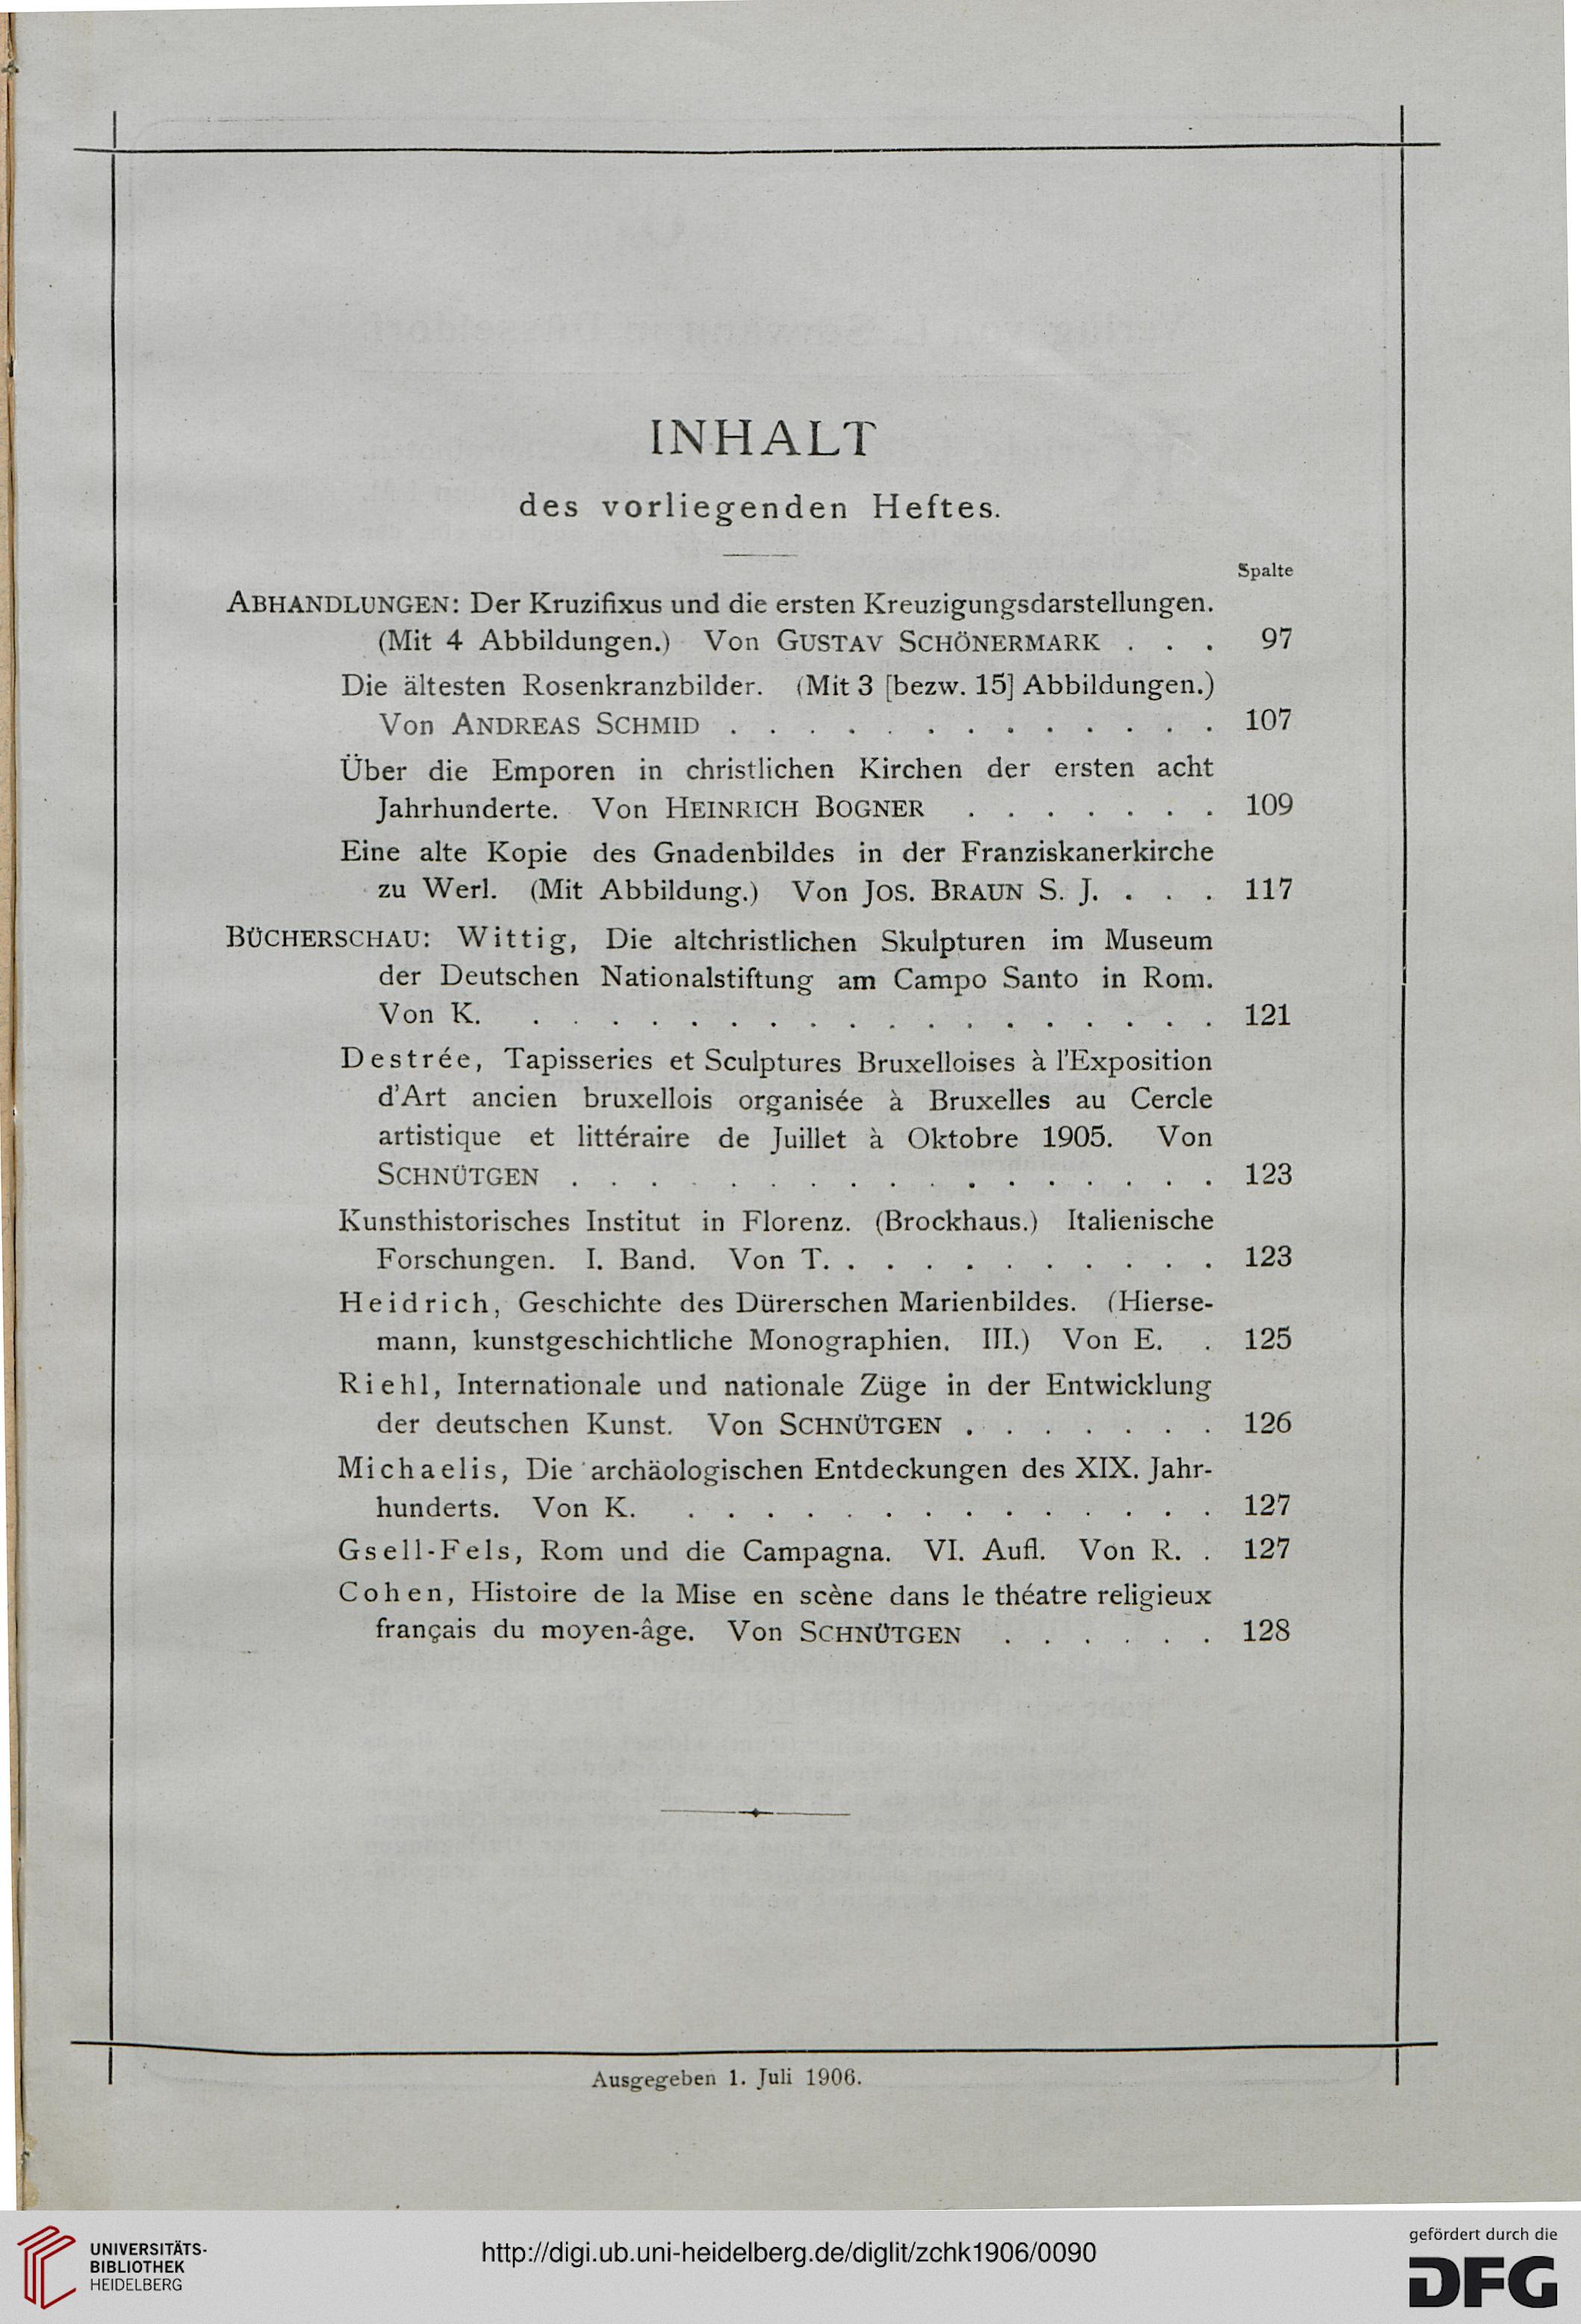 INHALT
des vorliegenden Heftes.
Spalte
ABHANDLUNGEN: Der Kruzifixus und die ersten Kreuzigungsdarstellungen.
(Mit 4 Abbildungen.) Von GUSTAV SCHÖNERMARK . . . 97
Die ältesten Rosenkranzbilder. (Mit 3 [bezw. 15] Abbildungen.)
Von ANDREAS SCHMID . . . . . . . . . . . . . 107
Über die Emporen in christlichen Kirchen der ersten acht
Jahrhunderte. Von HEINRICH BOGNER . . . . . . . 109
Eine alte Kopie des Gnadenbildes in der Franziskanerkirche
zu Werl. (Mit Abbildung.) Von JOS. BRAUN S. J. . . . 117
BÜCHERSCHAU: Wittig, Die altchristlichen Skulpturen im Museum
der Deutschen Nationalstiftung am Campo Santo in Rom.
Von K. . . . . . . . . . . . . . . . . . . 121
Destrée, Tapisseries et Sculptures Bruxelloises à l'Exposition
d'Art ancien bruxellois organisée à Bruxelles au Cercle
artistique et littéraire de Juillet à Oktobre 1905. Von
SCHNÜTGEN . . . . . . . . . . . . . . . . . 123
Kunsthistorisches Institut in Florenz. (Brockhaus.) Italienische
Forschungen. I. Band. Von T. . . . . . . . . . . 123
Heidrich, Geschichte des Dürerschen Marienbildes. (Hierse-
mann, kunstgeschichtliche Monographien. III.) Von E. . 125
Riehl, Internationale und nationale Züge in der Entwicklung
der deutschen Kunst. Von SCHNÜTGEN . . . . . . . 126
Michaelis, Die archäologischen Entdeckungen des XIX. Jahr-
hunderts. Von K. . . . . . . . . . . . . . . 127
Gsell-Fels, Rom und die Campagna. VI. Aufl. Von R. . 127
Cohen, Histoire de la Mise en scène dans le théatre religieux
français du moyen-âge. Von SCHNÜTGEN . . . . . . 128
Ausgegeben 1. Juli 1906.
UNIVERSITÄTS-
BIBLIOTHEK
HEIDELBERG
http://digi.ub.uni-heidelberg.de/diglit/zchk1906/0090
gefördert durch die
DFG